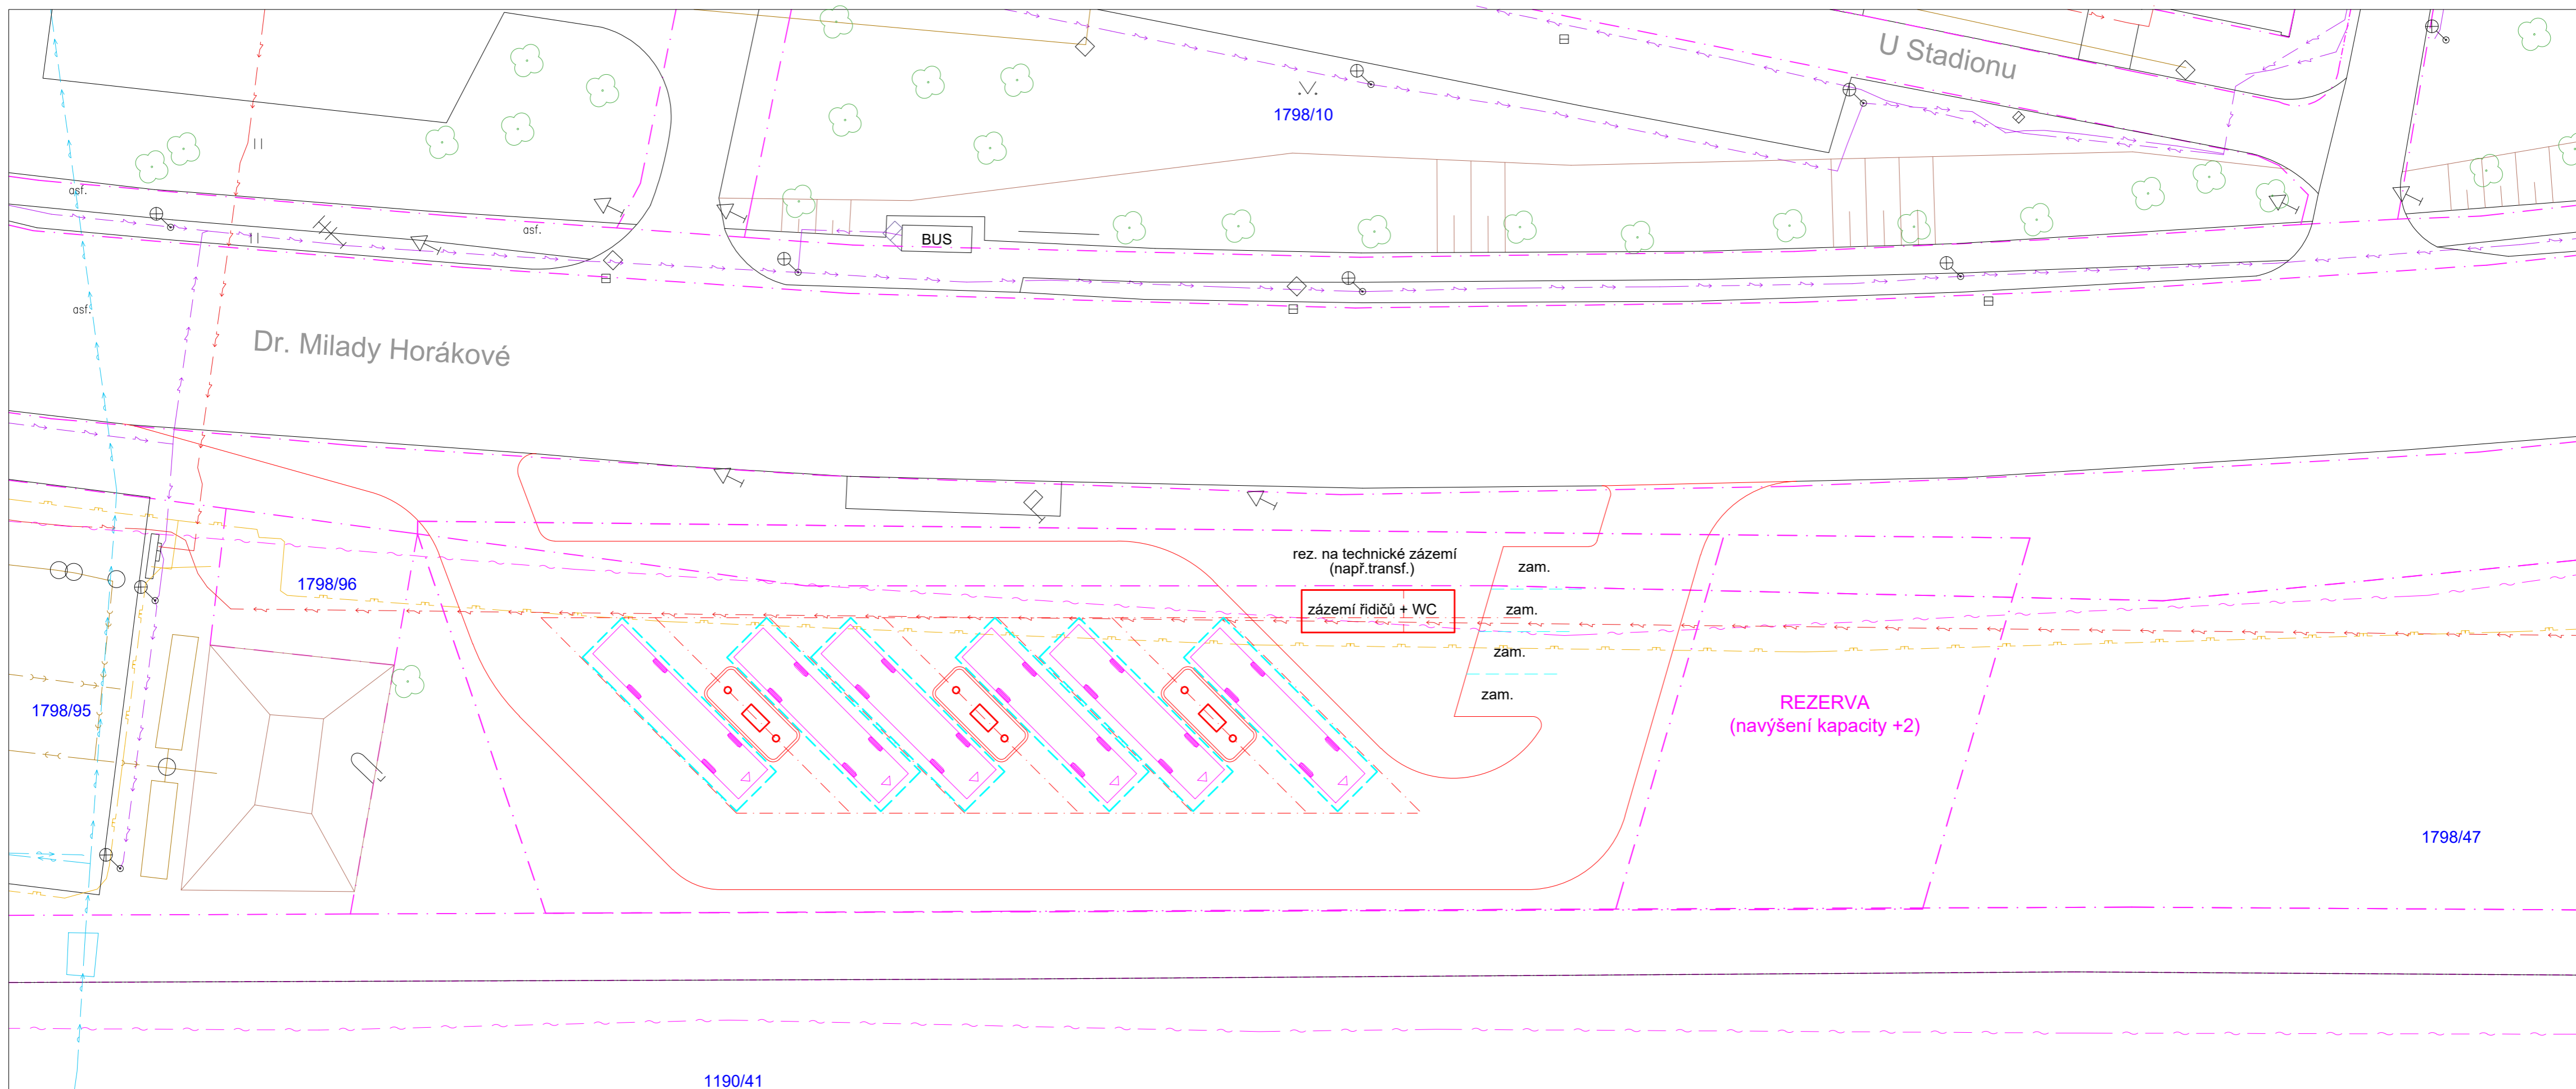 U Stadionu
1798/10
asf.
asf.
BUS
asf.
Dr. Milady Horákové
rez. na technické zázemí
(např.transf.)
zam.
1798/96
zázemí řidičů + WC
zam.
zam.
zam.
1798/95
REZERVA
(navýšení kapacity +2)
1798/47
1190/41